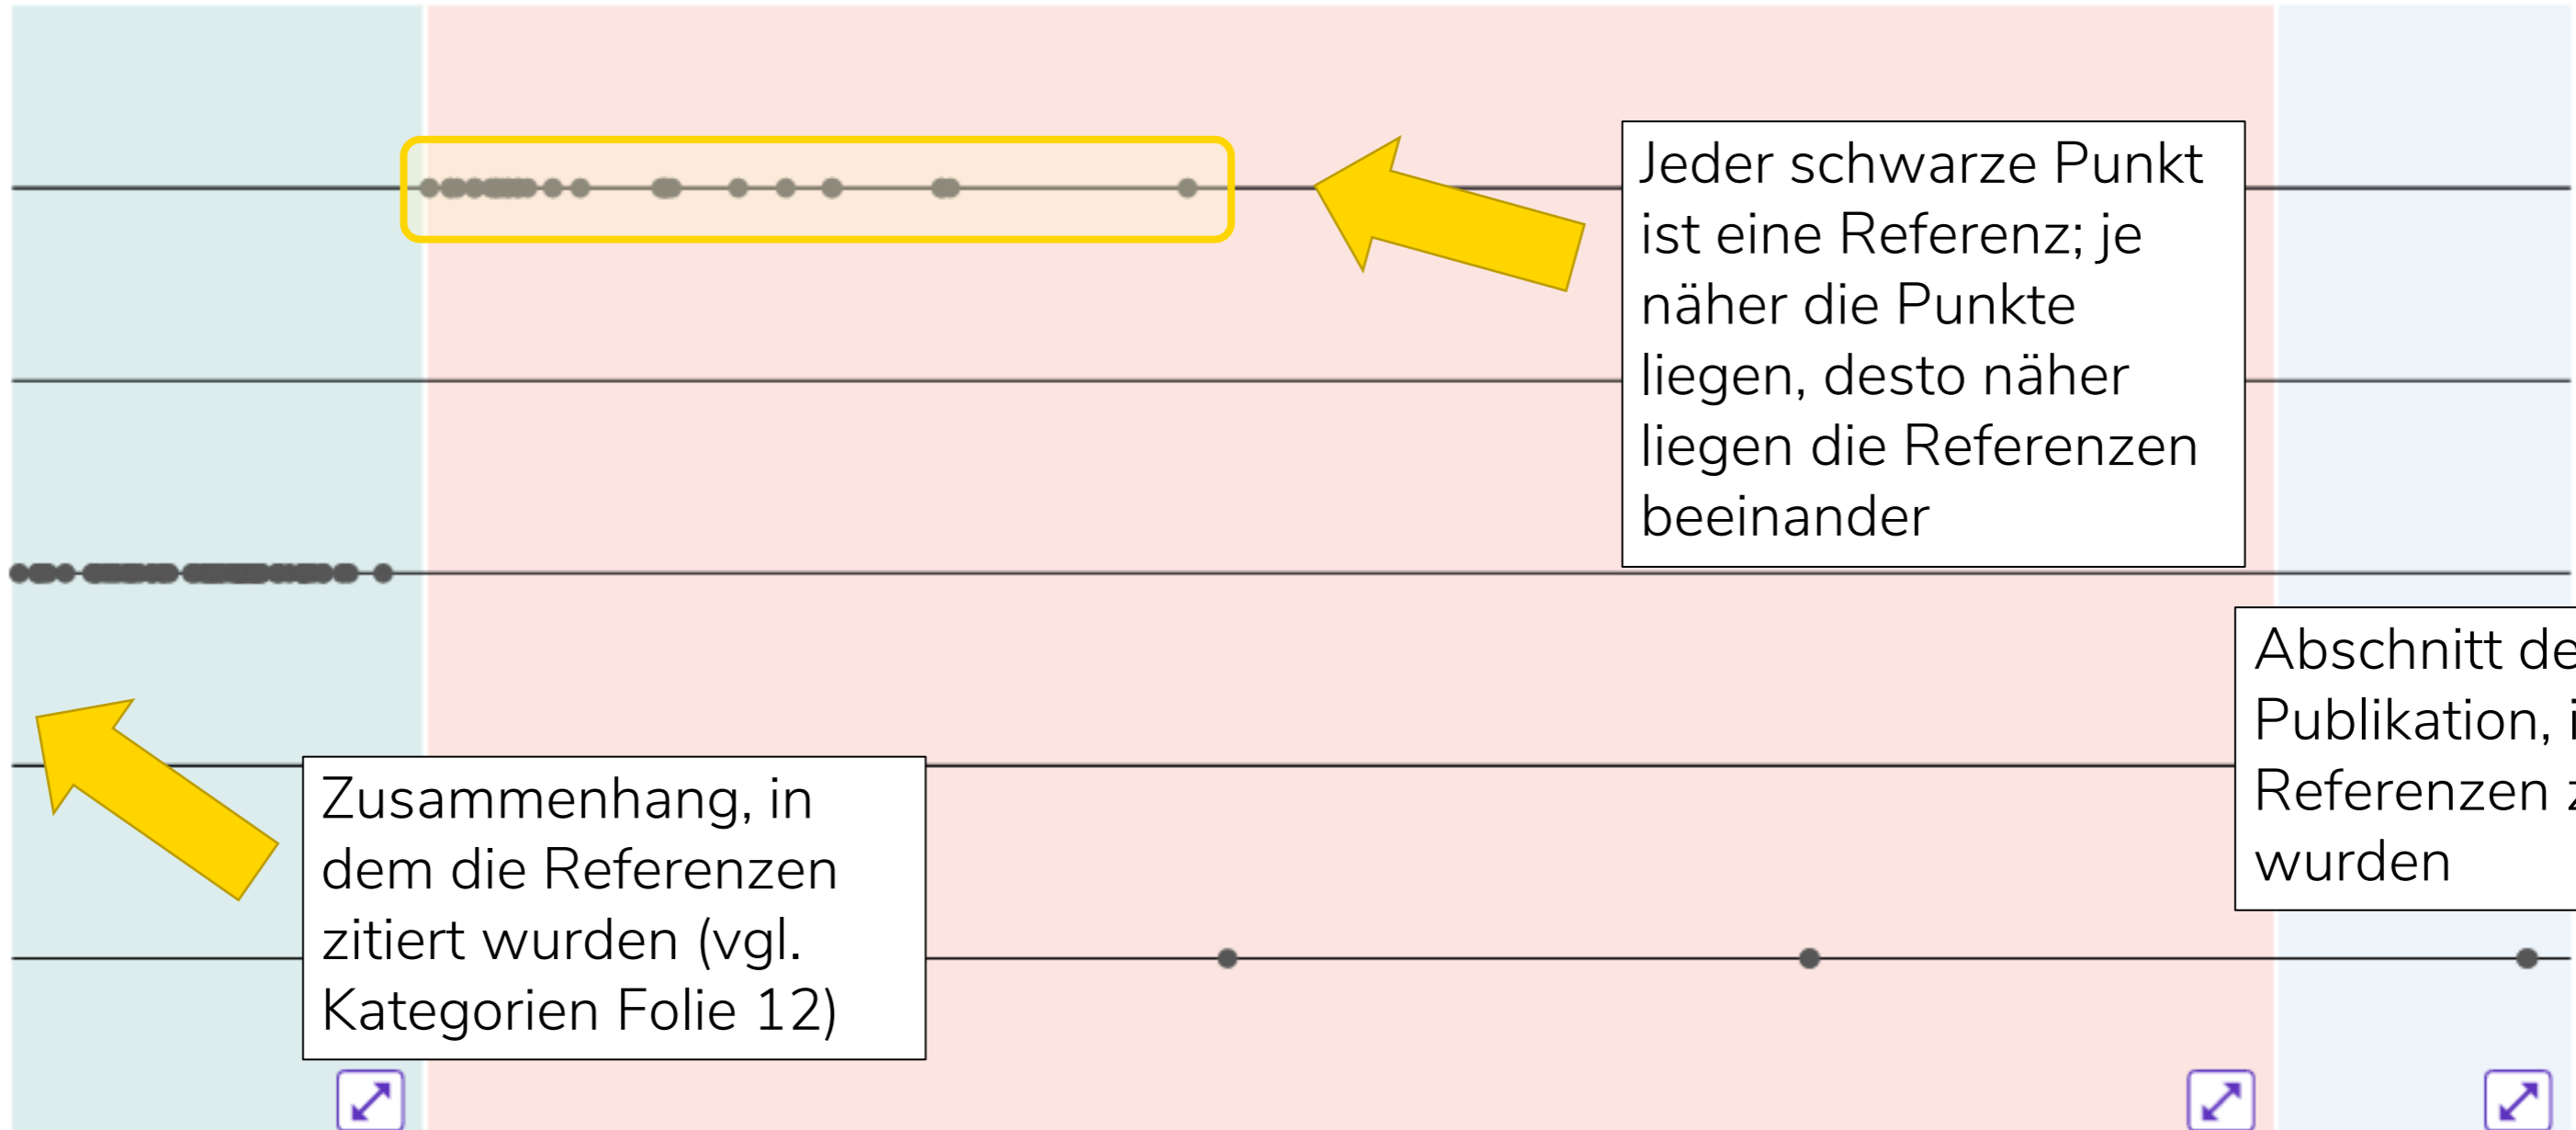 Jeder schwarze Punkt
ist eine Referenz; je
näher die Punkte
liegen, desto näher
liegen die Referenzen
beeinander
Abschnitt
Publikation,
Referenzen
wurden
Zusammenhang, in
dem die Referenzen
zitiert wurden (vgl.
Kategorien Folie 12)